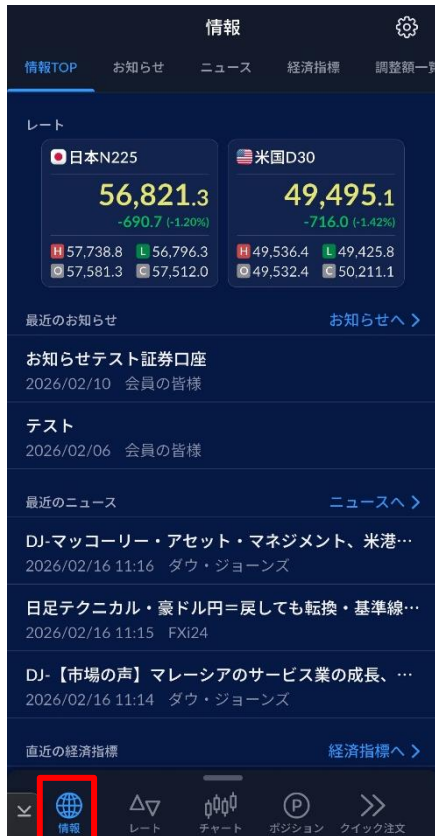 情報
情報TOP お知らせ ニュース 経済指標 調整額一覧
レート
日本N225 米国D30
56,821.3 49,495.1
-690.7 (-1.20%) -716.0 (-1.42%)
H 57,738.8 L 56,796.3 H 49,536.4 L 49,425.8
O 57,581.3 C 57,512.0 O 49,532.4 C 50,211.1
最近のお知らせ お知らせへ
お知らせテスト証券口座
2026/02/10 会員の皆様
テスト
2026/02/06 会員の皆様
最近のニュース ニュースへ
DJ-マッコーリー・アセット・マネジメント、米港…
2026/02/16 11:16 ダウ・ジョーンズ
日足テクニカル・豪ドル円＝戻しても転換・基準線…
2026/02/16 11:15 FXi24
DJ-【市場の声】マレーシアのサービス業の成長、…
2026/02/16 11:14 ダウ・ジョーンズ
直近の経済指標 経済指標へ
情報 レート チャート P ポジション クイック注文